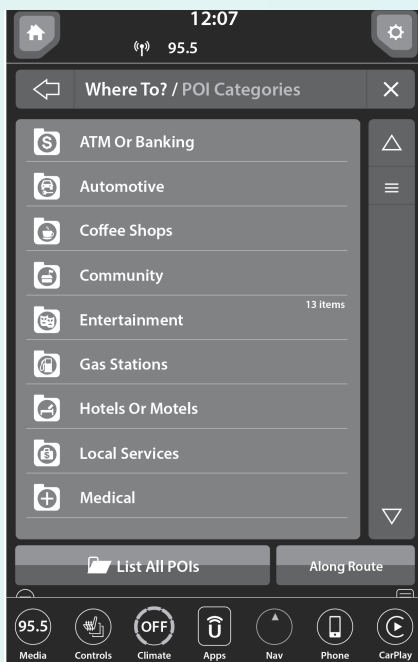 12:07
95.5
Where To? / POI Categories
ATM Or Banking
Automotive
Coffee Shops
Community
13 items
Entertainment
Gas Stations
Hotels Or Motels
Local Services
Medical
List All POIs
Along Route
95.5
OFF
Media
Controls
Climate
Apps
Nav
Phone
CarPlay